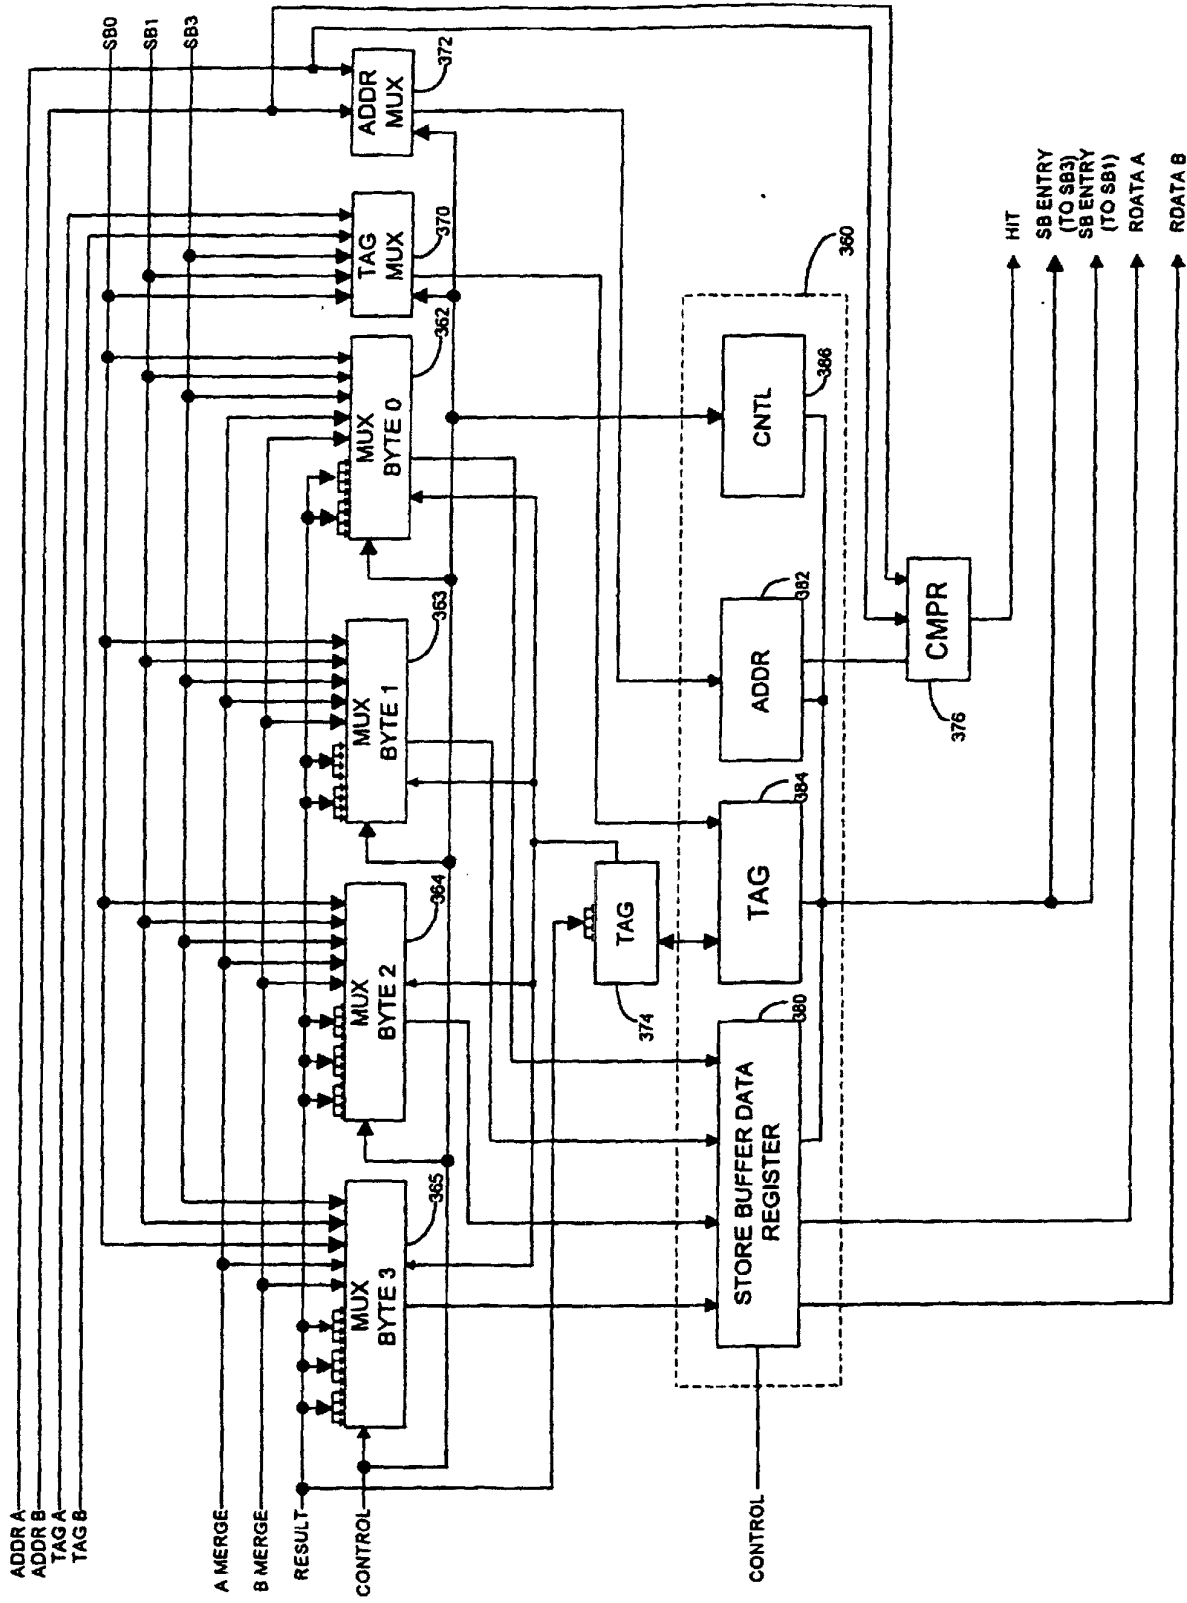 ADDR A
ADDR B
TAG A
TAG B
A MERGE
B MERGE
RESULT
CONTROL
SB0
SB1
SB3
MUX
BYTE 3
365
MUX
BYTE 2
364
MUX
BYTE 1
363
MUX
BYTE 0
362
TAG
MUX
370
ADDR
MUX
372
TAG
374
360
CONTROL
STORE BUFFER DATA
REGISTER
380
TAG
384
ADDR
382
CNTL
386
CMPR
376
HIT
SB ENTRY
(TO SB3)
SB ENTRY
(TO SB1)
RDATA A
RDATA B